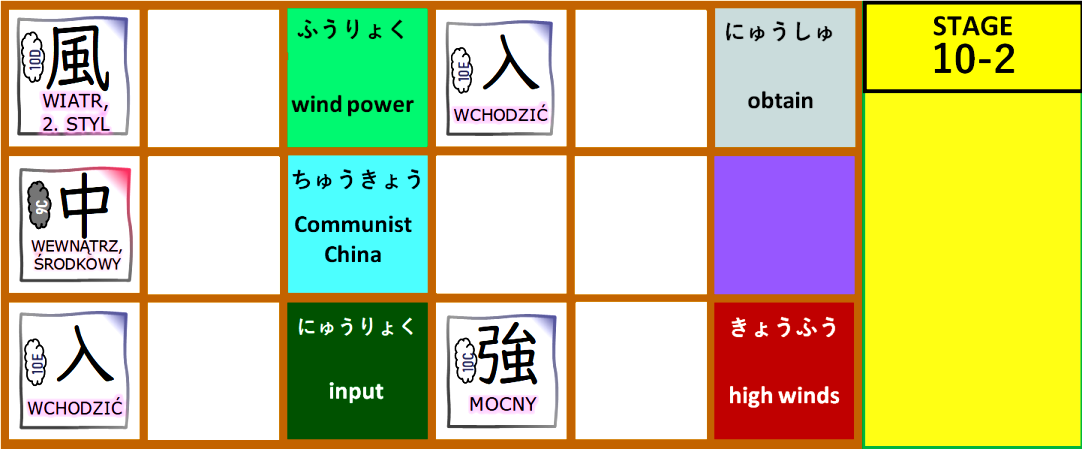 10D
風
WIATR,
2. STYL
ふうりょく
wind power
10E
入
WCHODZIĆ
にゅうしゅ
obtain
STAGE
10-2
9C
中
WEWNĄTRZ,
ŚRODKOWY
ちゅうきょう
Communist
China
10E
入
WCHODZIĆ
にゅうりょく
input
10C
強
MOCNY
きょうふう
high winds